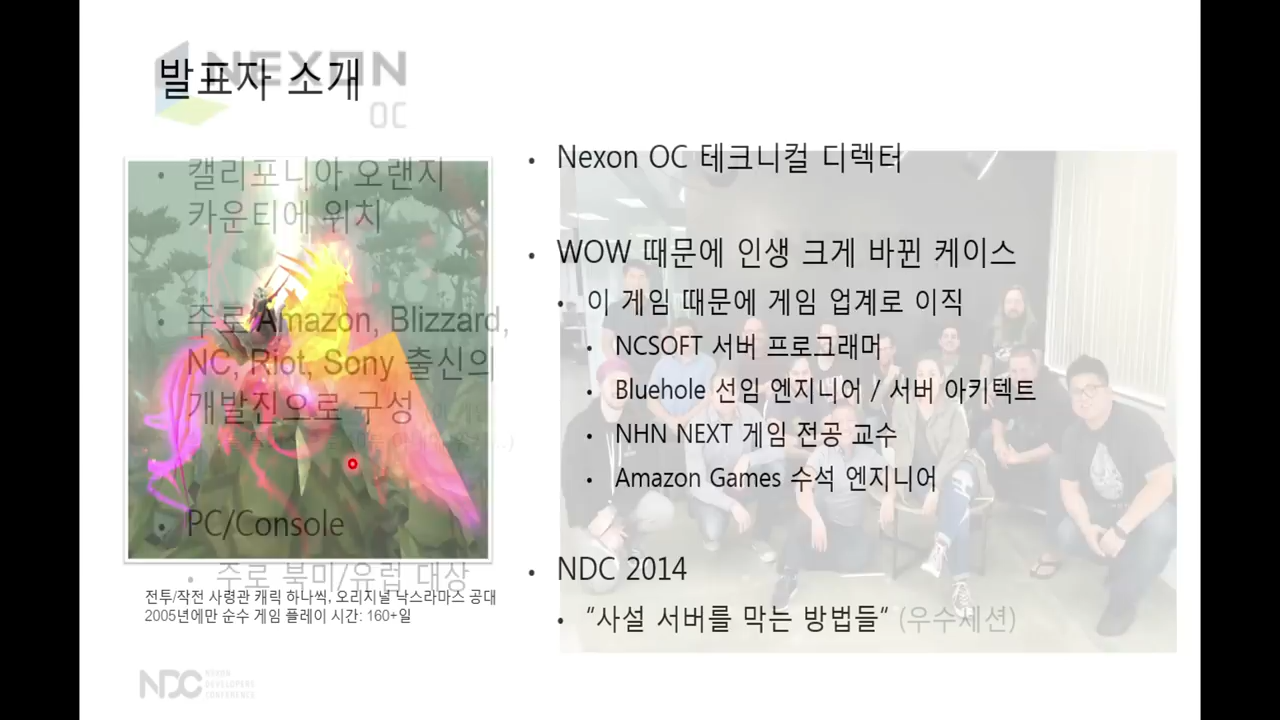 NEXON
OC
발표자 소개
캘리포니아 오랜지
카운티에 위치
주로 Amazon, Blizzard,
NC, Riot, Sony 출신의
개발진으로 구성
PC/Console
주로 북미/유럽 대상
전투/작전 사령관 캐릭 하나씩, 오리지널 낙스라마스 공대
2005년에만 순수 게임 플레이 시간: 160+일
• Nexon OC 테크니컬 디렉터
• WOW 때문에 인생 크게 바뀐 케이스
• 이 게임 때문에 게임 업계로 이직
• NCSOFT 서버 프로그래머
• Bluehole 선임 엔지니어 / 서버 아키텍트
• NHN NEXT 게임 전공 교수
• Amazon Games 수석 엔지니어
• NDC 2014
• "사설 서버를 막는 방법들" (우수세션)
NDC NEXON
DEVELOPERS
CONFERENCE